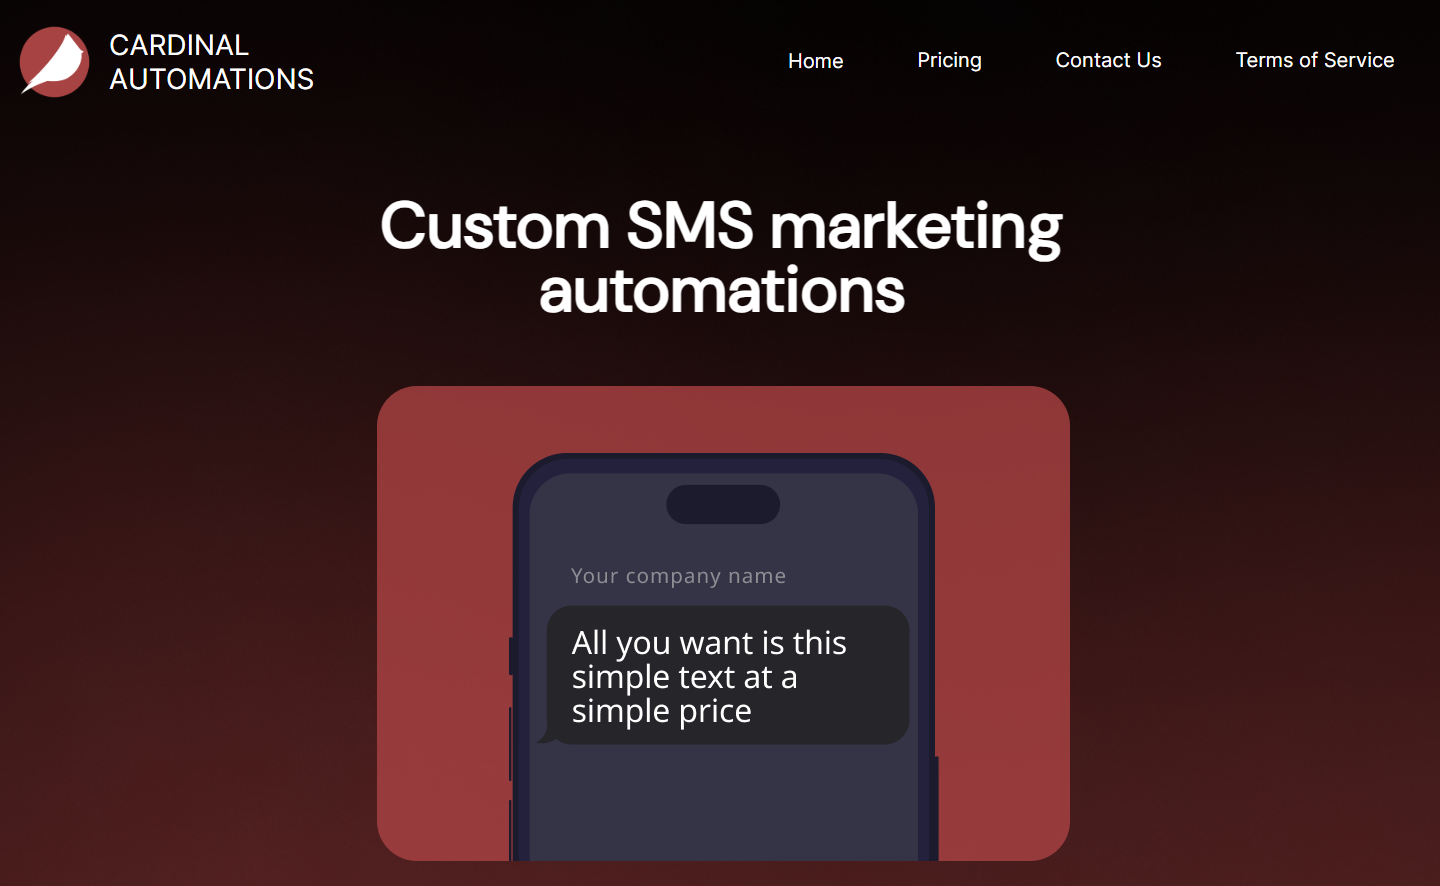 CARDINAL
AUTOMATIONS
Home
Pricing
Contact Us
Terms of Service
Custom SMS marketing
automations
Your company name
All you want is this
simple text at a
simple price